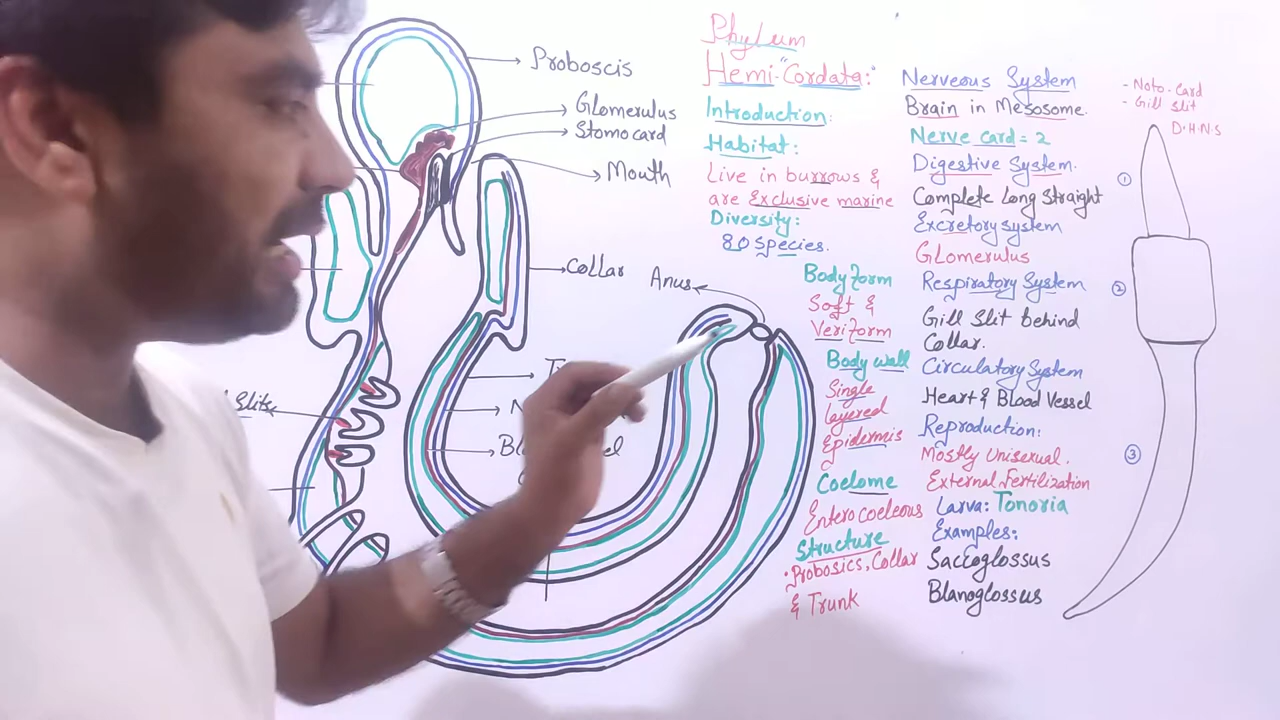 Proboscis
Glomerulus
Stomocard
Mouth
Collar
Anus
Slits
Phylum
Hemi-"Cordata:"
Introduction:
Habitat:
Live in burrows &
are Exclusive marine
Diversity:
80 Species.
Body form
Soft &
Veriform
Body wall
Single
layered
Epidermis
Coelome
Enterocoeleous
Structure
• Probosics, Collar
& Trunk
Nerveous System
Brain in Mesosome.
Nerve card = 2
Digestive System.
Complete Long Straight
Excretory system
Glomerulus
Respiratory System
Gill Slit behind
Collar.
Circulatory System
Heart & Blood Vessel
Reproduction:
Mostly Unisexual.
External Fertilization
Larva: Tonoria
Examples:
Saccoglossus
Blanoglossus
- Noto-Card
- Gill Slit
D·H·N·S
1
2
3